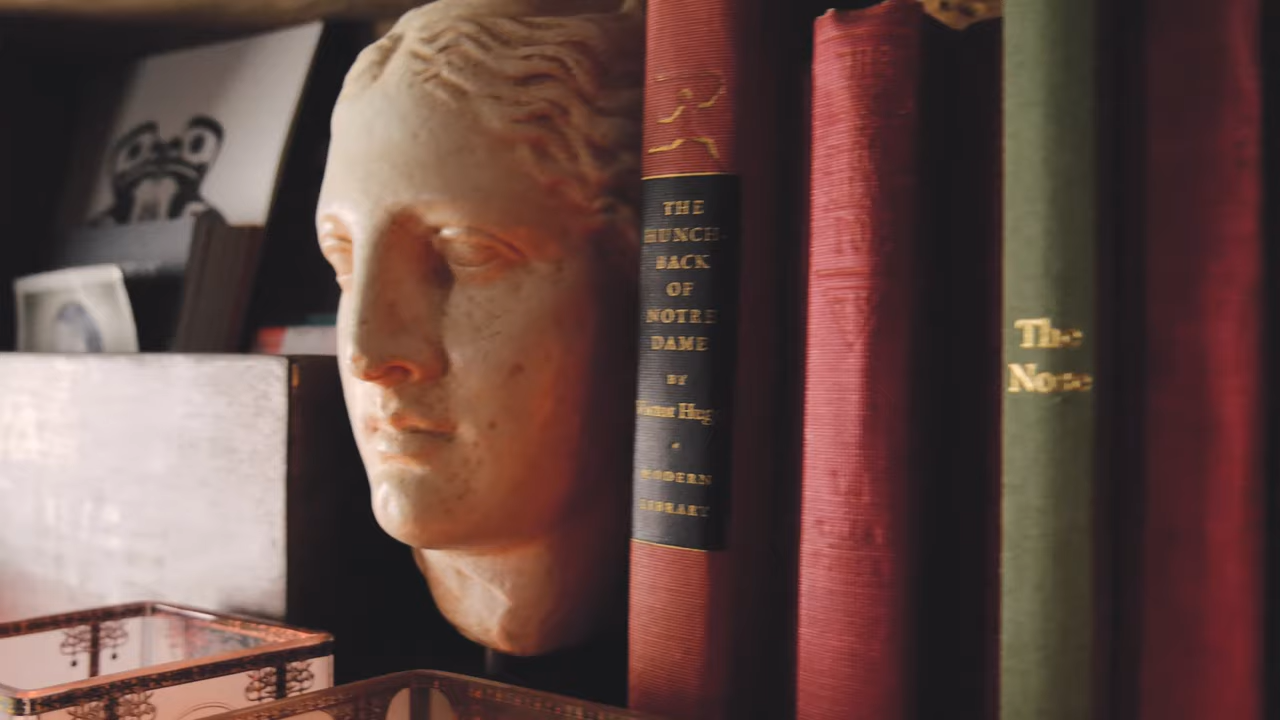 THE
HUNCH-
BACK
OF
NOTRE
DAME
BY
Victor Hugo
MODERN
LIBRARY
The
Nose